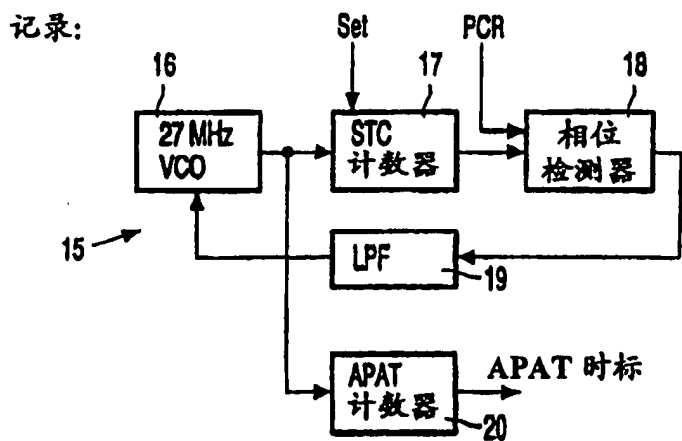 记录:
Set
PCR
16
17
18
27 MHz
VCO
STC
计数器
相位
检测器
15
LPF
19
APAT
计数器
APAT 时标
20